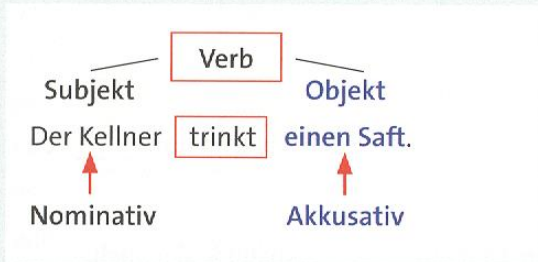 Verb
Subjekt Objekt
Der Kellner trinkt einen Saft.
Nominativ Akkusativ